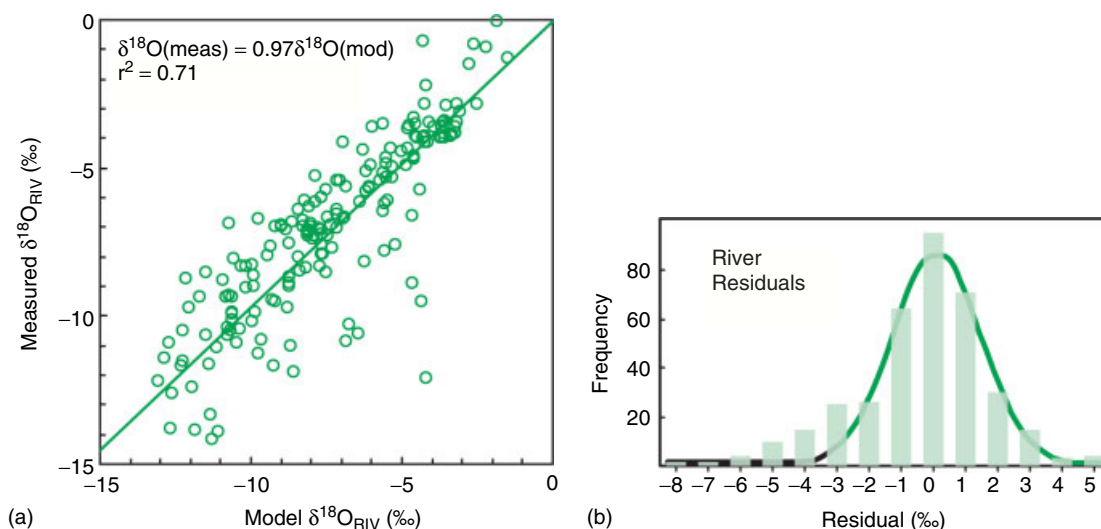 δ¹⁸O(meas) = 0.97δ¹⁸O(mod)
r² = 0.71
0
−5
−10
−15
Measured δ¹⁸O_RIV (‰)
−15
−10
−5
0
Model δ¹⁸O_RIV (‰)
(a)
River
Residuals
80
60
40
20
Frequency
-8 -7 -6 -5 -4 -3 -2 -1 0 1 2 3 4 5
Residual (‰)
(b)